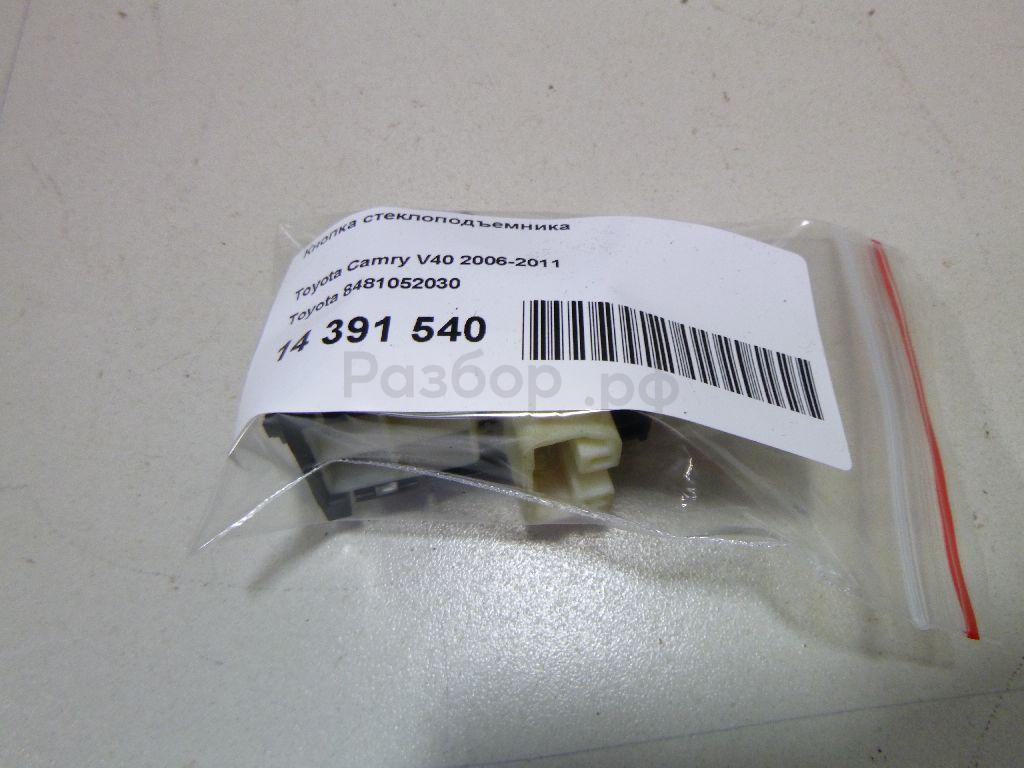 Кнопка стеклоподъемника
Toyota Camry V40 2006-2011
Toyota 8481052030
14 391 540
Разбор.рф